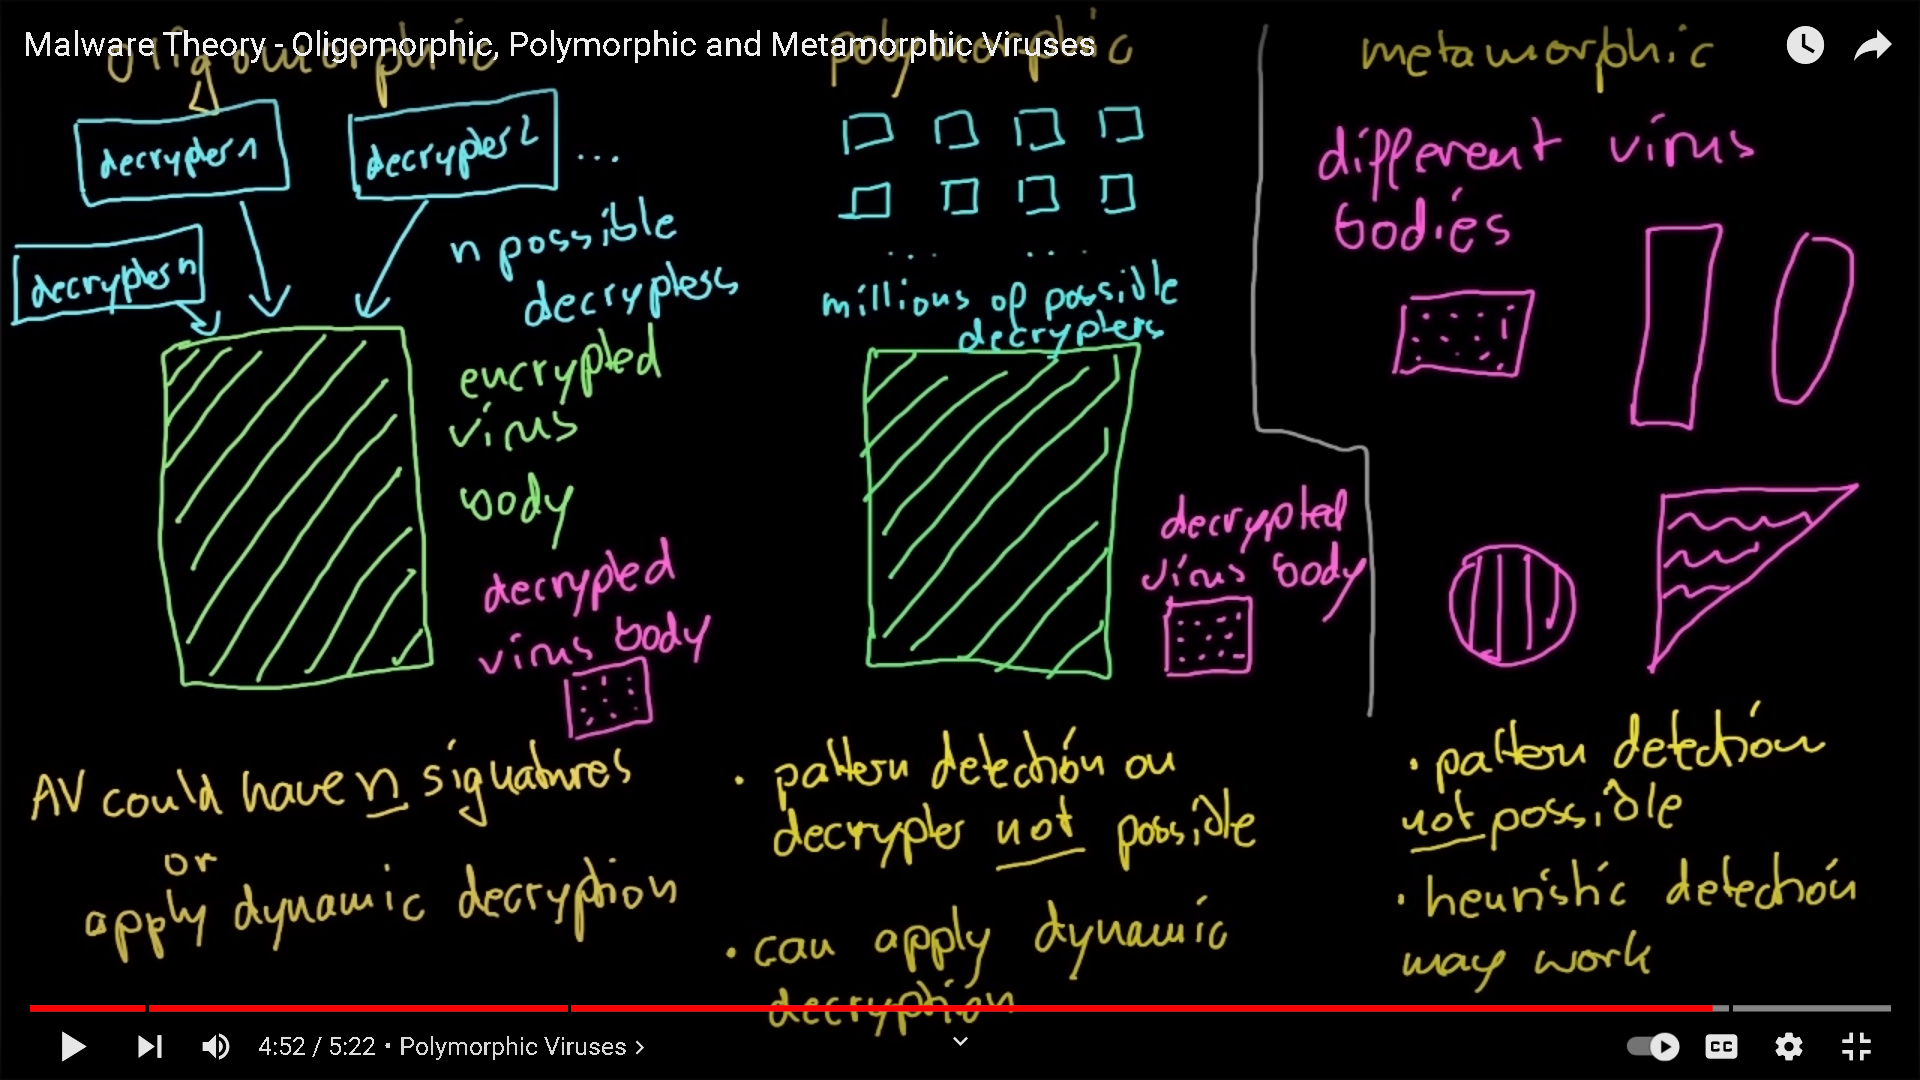 Malware Theory - Oligomorphic, Polymorphic and Metamorphic Viruses
oligomorphic
decrypter 1
decrypter 2
...
decrypter n
n possible
decrypters
encrypted
virus
body
decrypted
virus body
AV could have n signatures
or
apply dynamic decryption
polymorphic
... ...
millions of possible
decrypters
decrypted
virus body
• pattern detection on
decrypter not possible
• can apply dynamic
decryption
metamorphic
different virus
bodies
• pattern detection
not possible
• heuristic detection
may work
4:52 / 5:22 • Polymorphic Viruses
CC